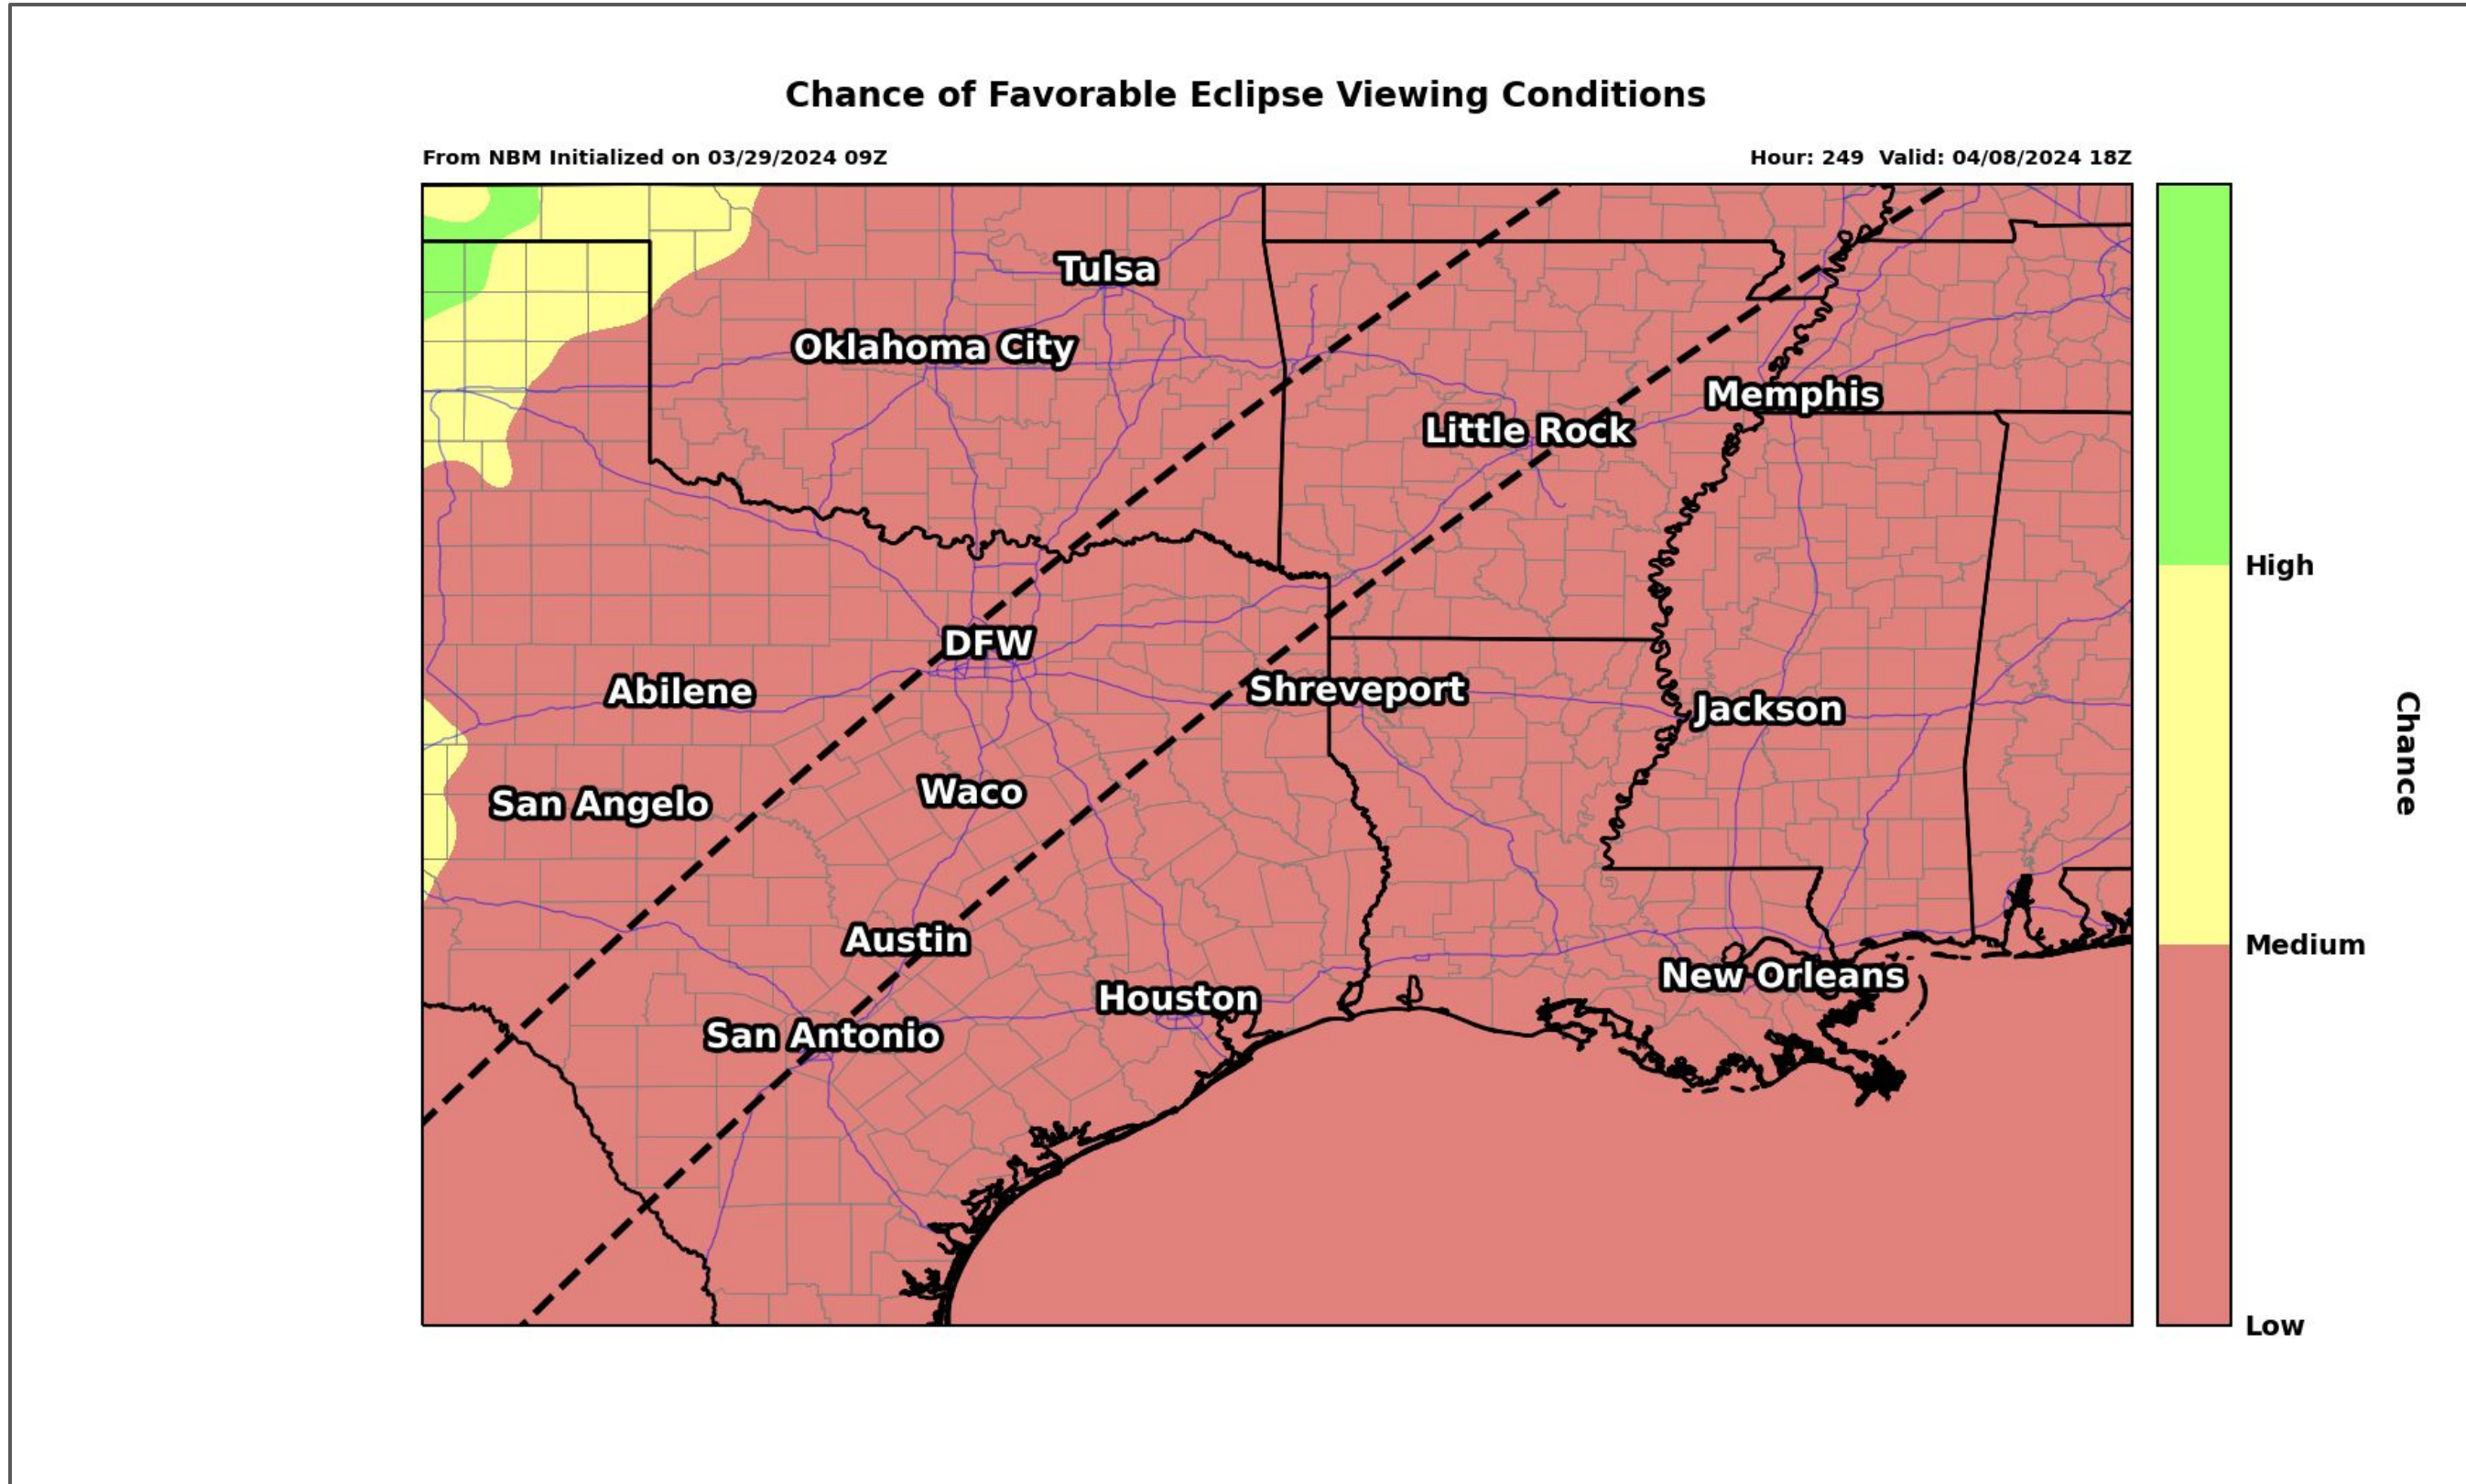 Chance of Favorable Eclipse Viewing Conditions
From NBM Initialized on 03/29/2024 09Z
Hour: 249  Valid: 04/08/2024 18Z
Tulsa
Oklahoma City
Memphis
Little Rock
High
DFW
Shreveport
Abilene
Jackson
Chance
Waco
San Angelo
Austin
Medium
New Orleans
Houston
San Antonio
Low